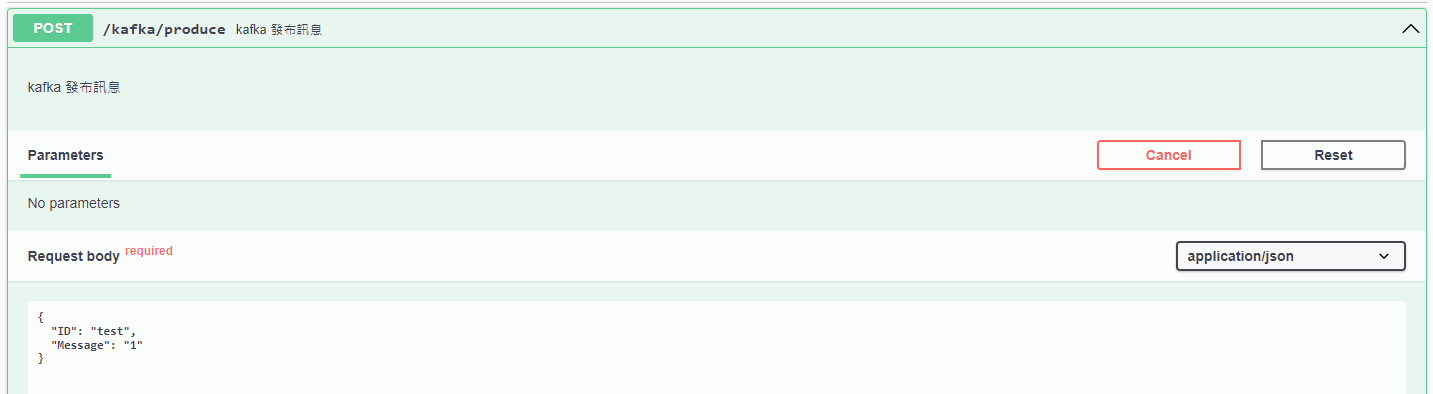 POST /kafka/produce kafka 發布訊息
kafka 發布訊息
Parameters Cancel Reset
No parameters
Request body required application/json
{
  "ID": "test",
  "Message": "1"
}